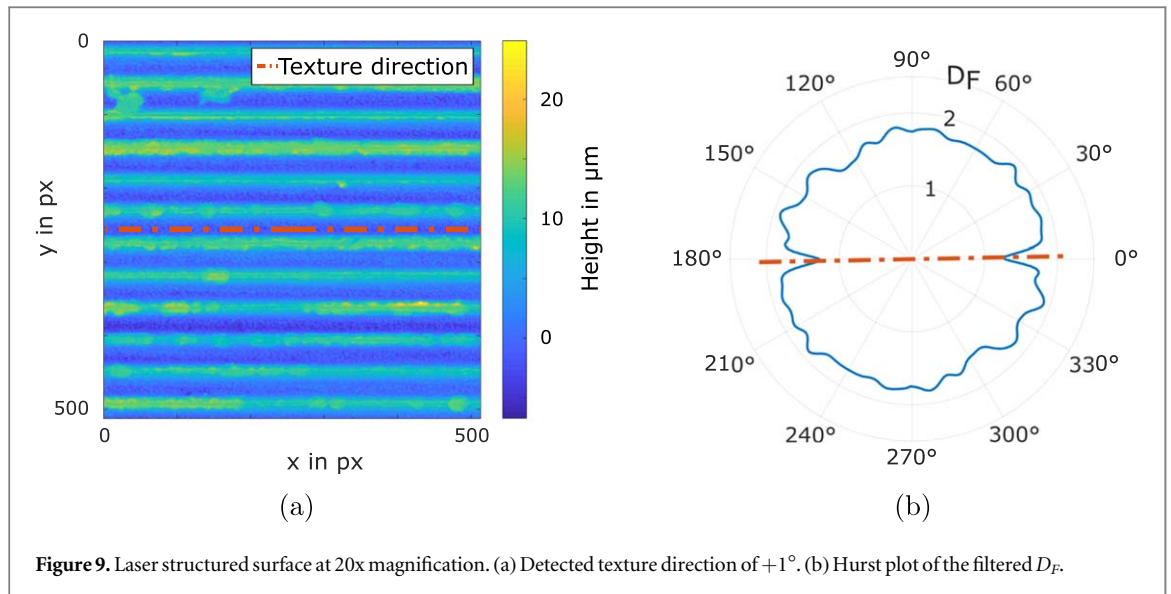 0
Texture direction
20
10
0
Height in µm
y in px
500
0
500
x in px
(a)
90°
D_F
120°
60°
2
150°
30°
1
180°
0°
210°
330°
240°
300°
270°
(b)
Figure 9. Laser structured surface at 20x magnification. (a) Detected texture direction of +1°. (b) Hurst plot of the filtered D_F.